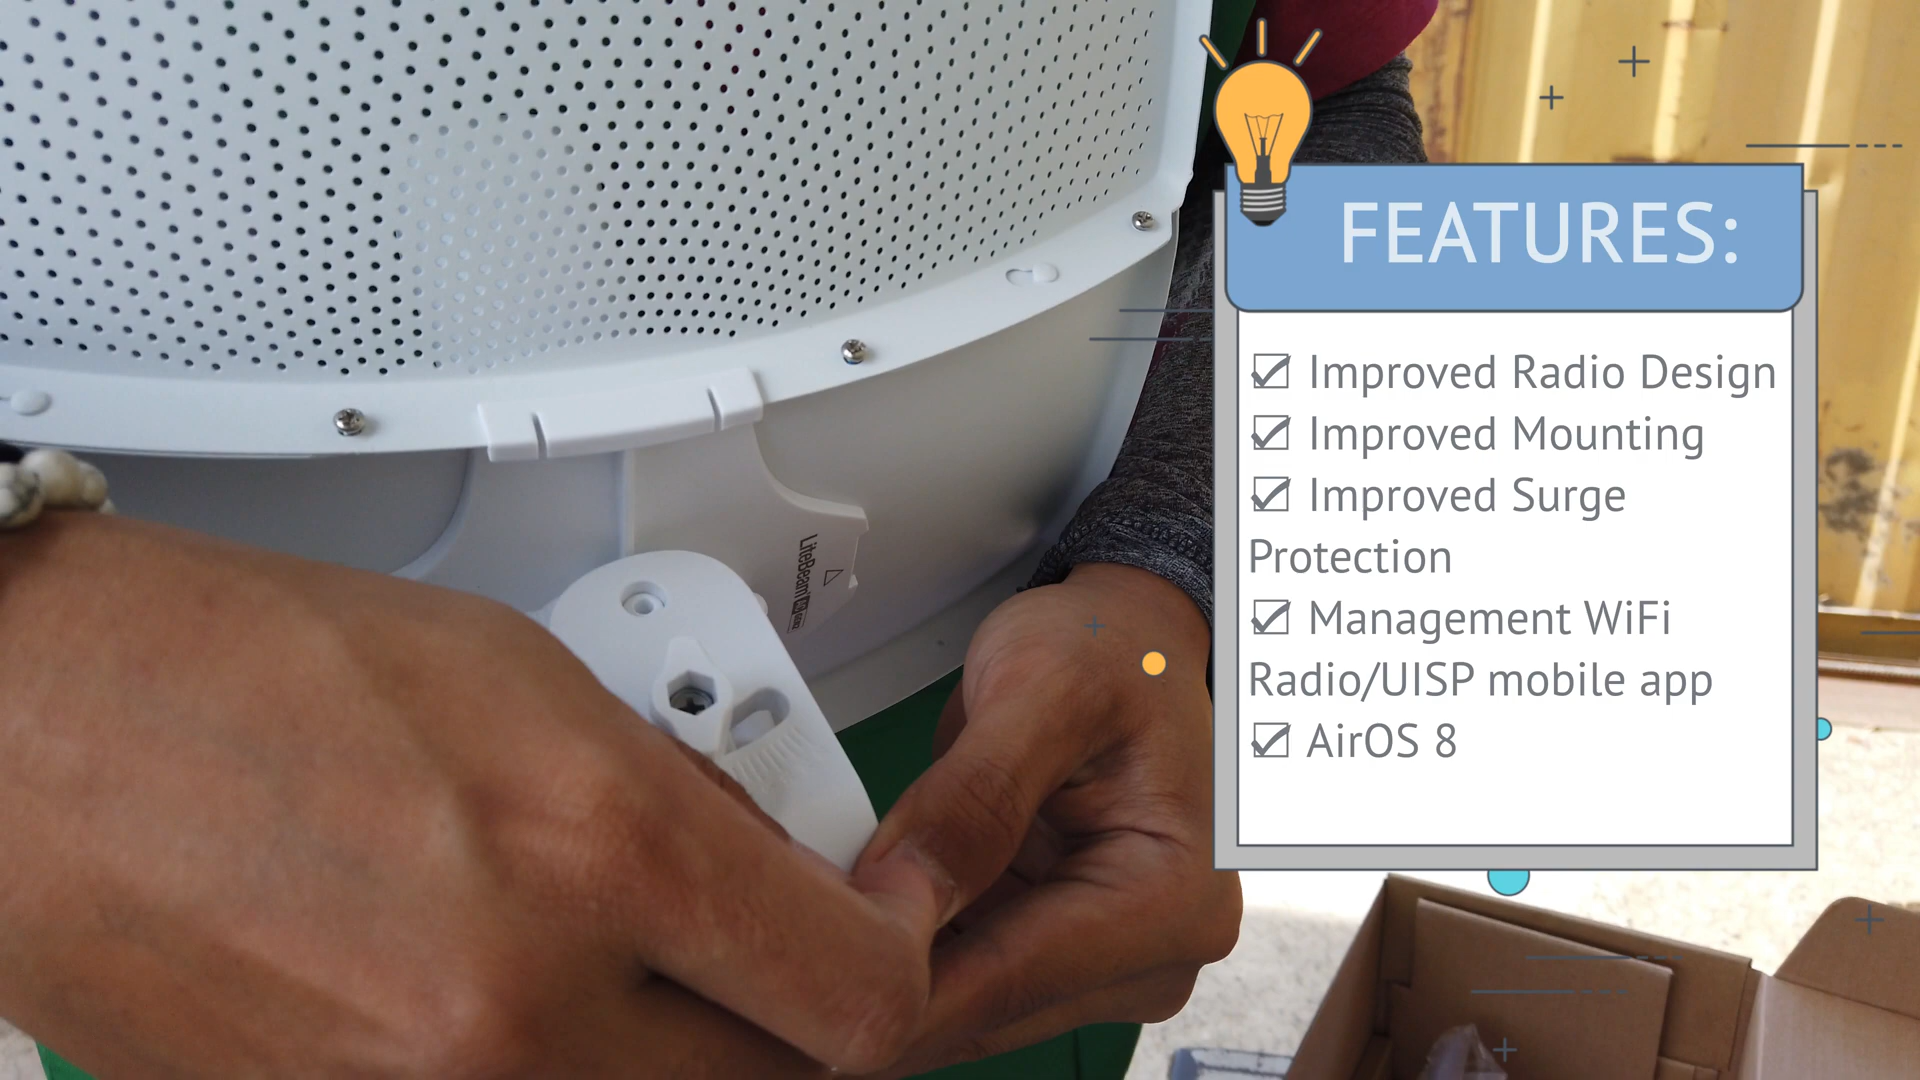 FEATURES:
☑ Improved Radio Design
☑ Improved Mounting
☑ Improved Surge
Protection
☑ Management WiFi
Radio/UISP mobile app
☑ AirOS 8
LiteBeam